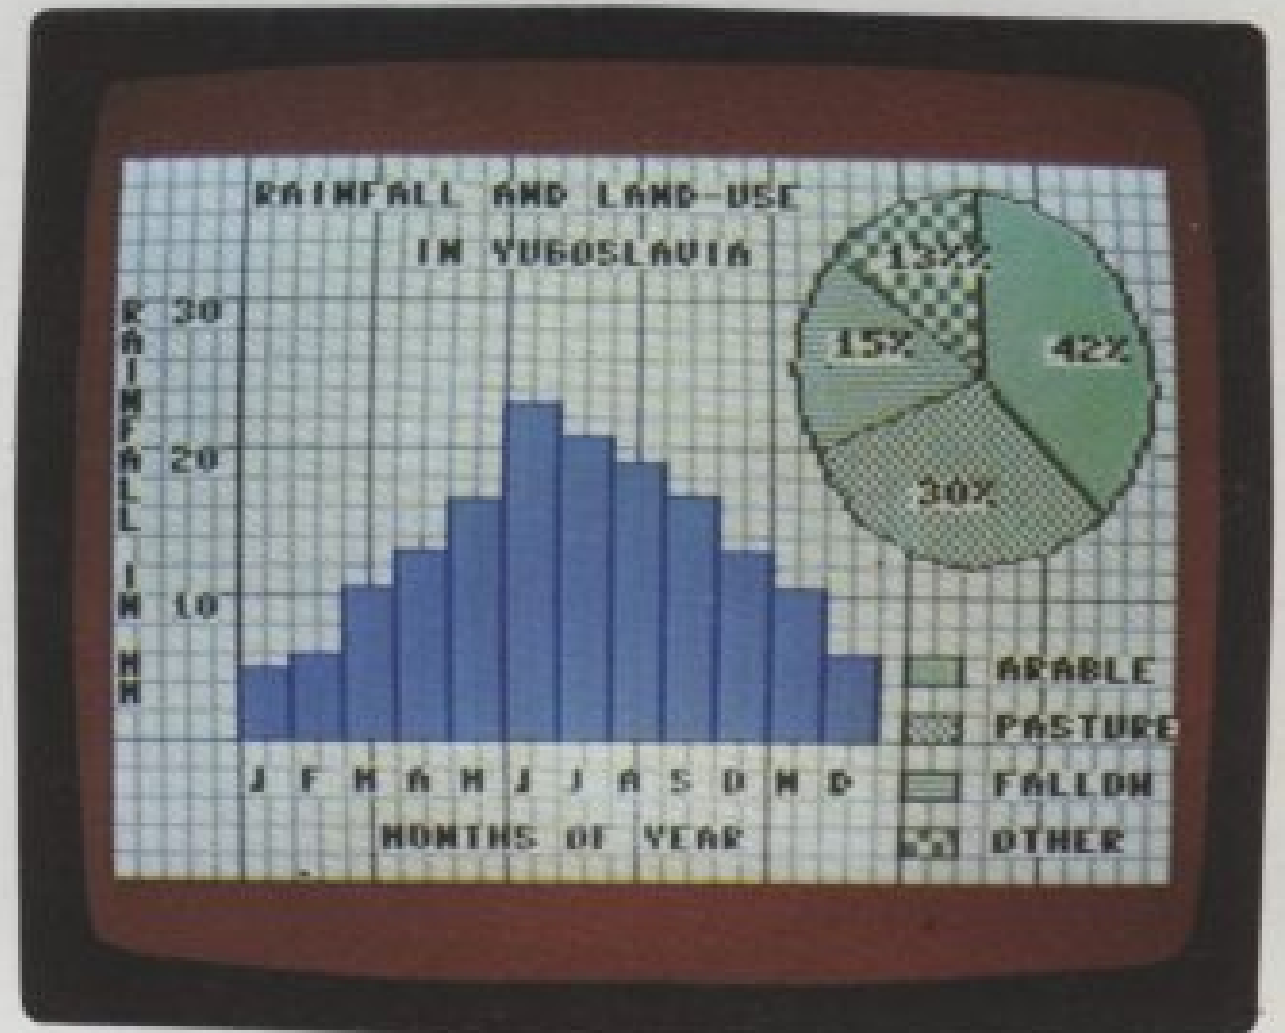 RAINFALL AND LAND-USE
IN YUGOSLAVIA
RAINFALL IN MM
30
20
10
J F M A M J J A S O N D
MONTHS OF YEAR
13%%
42%
15%
30%
ARABLE
PASTURE
FALLOW
OTHER